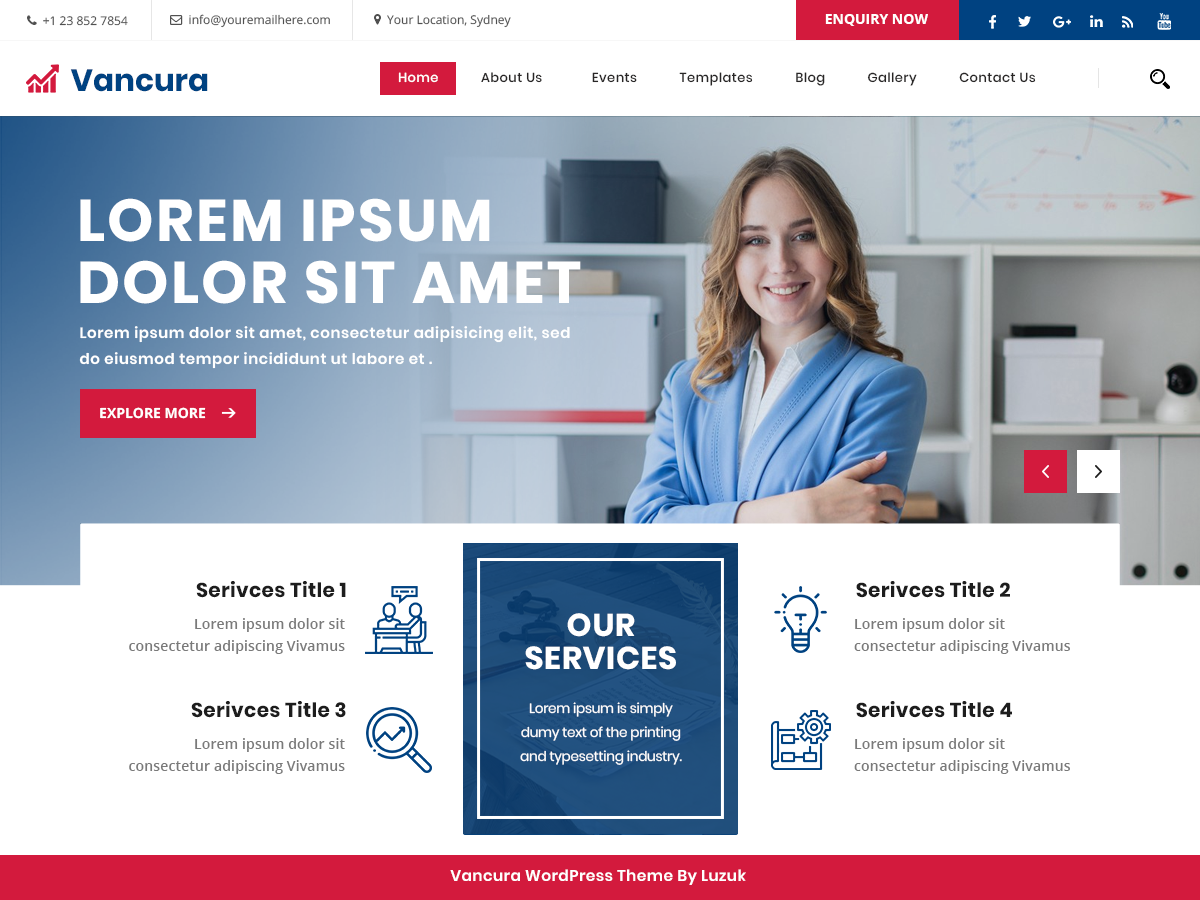 +1 23 852 7854
info@youremailhere.com
Your Location, Sydney
ENQUIRY NOW
You
Tube
Vancura
Home
About Us
Events
Templates
Blog
Gallery
Contact Us
LOREM IPSUM
DOLOR SIT AMET
Lorem ipsum dolor sit amet, consectetur adipisicing elit, sed
do eiusmod tempor incididunt ut labore et .
EXPLORE MORE
Serivces Title 1
Lorem ipsum dolor sit
consectetur adipiscing Vivamus
OUR
SERVICES
Lorem ipsum is simply
dumy text of the printing
and typesetting industry.
Serivces Title 2
Lorem ipsum dolor sit
consectetur adipiscing Vivamus
Serivces Title 3
Lorem ipsum dolor sit
consectetur adipiscing Vivamus
Serivces Title 4
Lorem ipsum dolor sit
consectetur adipiscing Vivamus
Vancura WordPress Theme By Luzuk